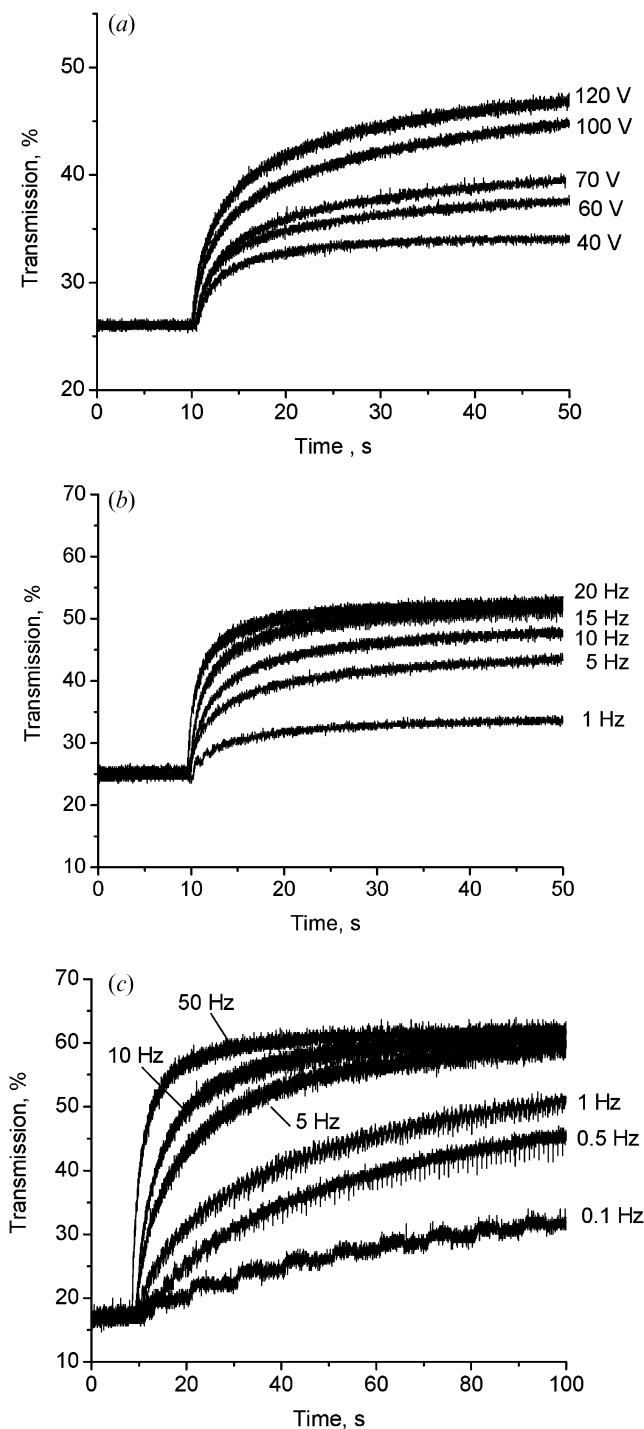 (a)
Transmission, %
50
40
30
20
120 V
100 V
70 V
60 V
40 V
0 10 20 30 40 50
Time , s
(b)
Transmission, %
70
60
50
40
30
20
10
20 Hz
15 Hz
10 Hz
5 Hz
1 Hz
0 10 20 30 40 50
Time, s
(c)
Transmission, %
70
60
50
40
30
20
10
50 Hz
10 Hz
5 Hz
1 Hz
0.5 Hz
0.1 Hz
0 20 40 60 80 100
Time, s